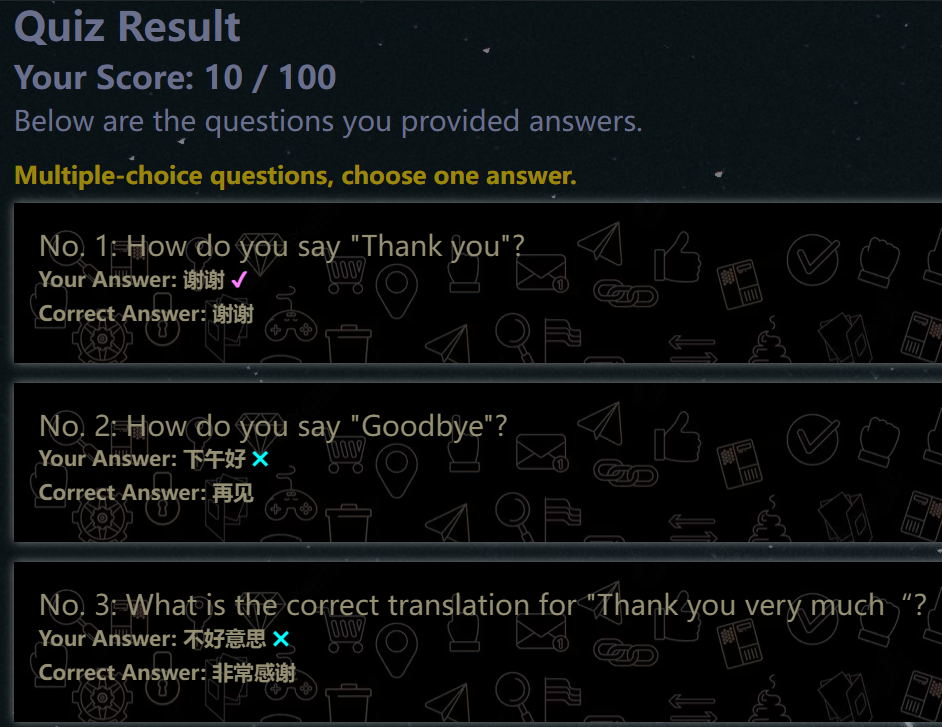 Quiz Result
Your Score: 10 / 100
Below are the questions you provided answers.
Multiple-choice questions, choose one answer.
No. 1: How do you say "Thank you"?
Your Answer: 谢谢 ✓
Correct Answer: 谢谢
No. 2: How do you say "Goodbye"?
Your Answer: 下午好 ✕
Correct Answer: 再见
No. 3: What is the correct translation for "Thank you very much “?
Your Answer: 不好意思 ✕
Correct Answer: 非常感谢